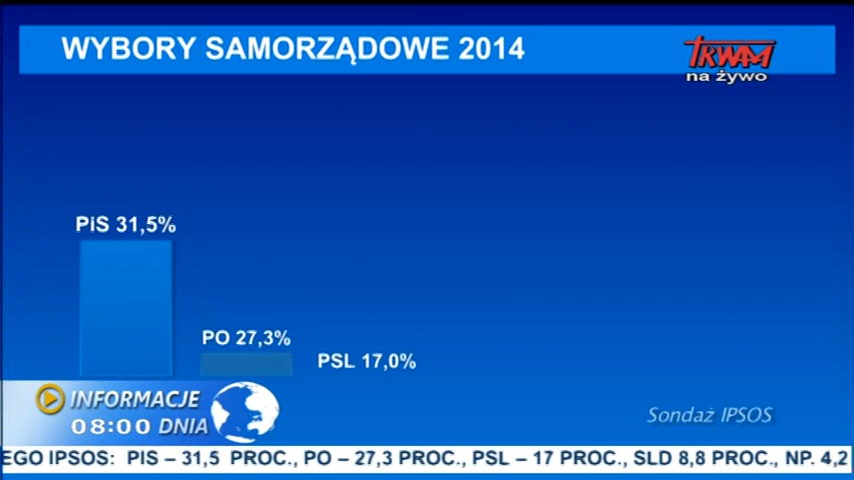 WYBORY SAMORZĄDOWE 2014
TRWAM
na żywo
PiS 31,5%
PO 27,3%
PSL 17,0%
INFORMACJE
08:00 DNIA
Sondaż IPSOS
EGO IPSOS: PIS – 31,5 PROC., PO – 27,3 PROC., PSL – 17 PROC., SLD 8,8 PROC., NP. 4,2